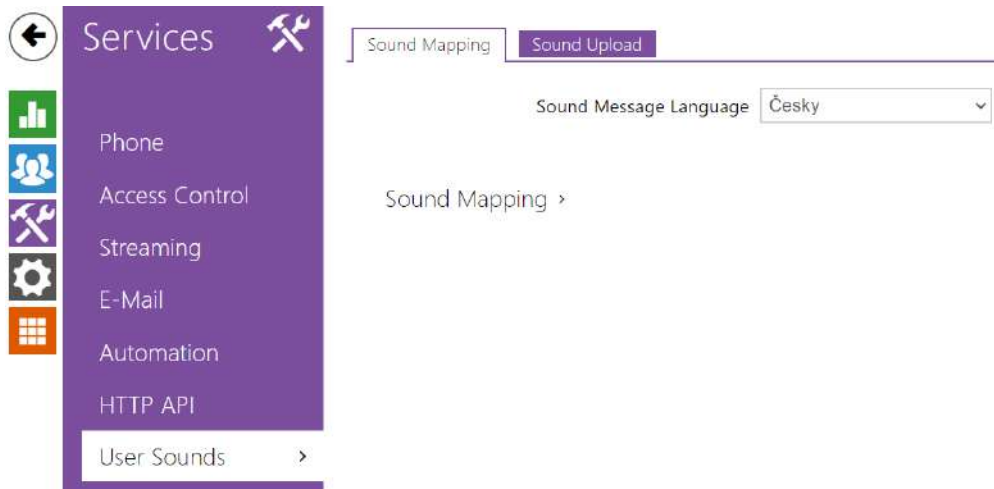 Services
Phone
Access Control
Streaming
E-Mail
Automation
HTTP API
User Sounds
Sound Mapping
Sound Upload
Sound Message Language
Česky
Sound Mapping